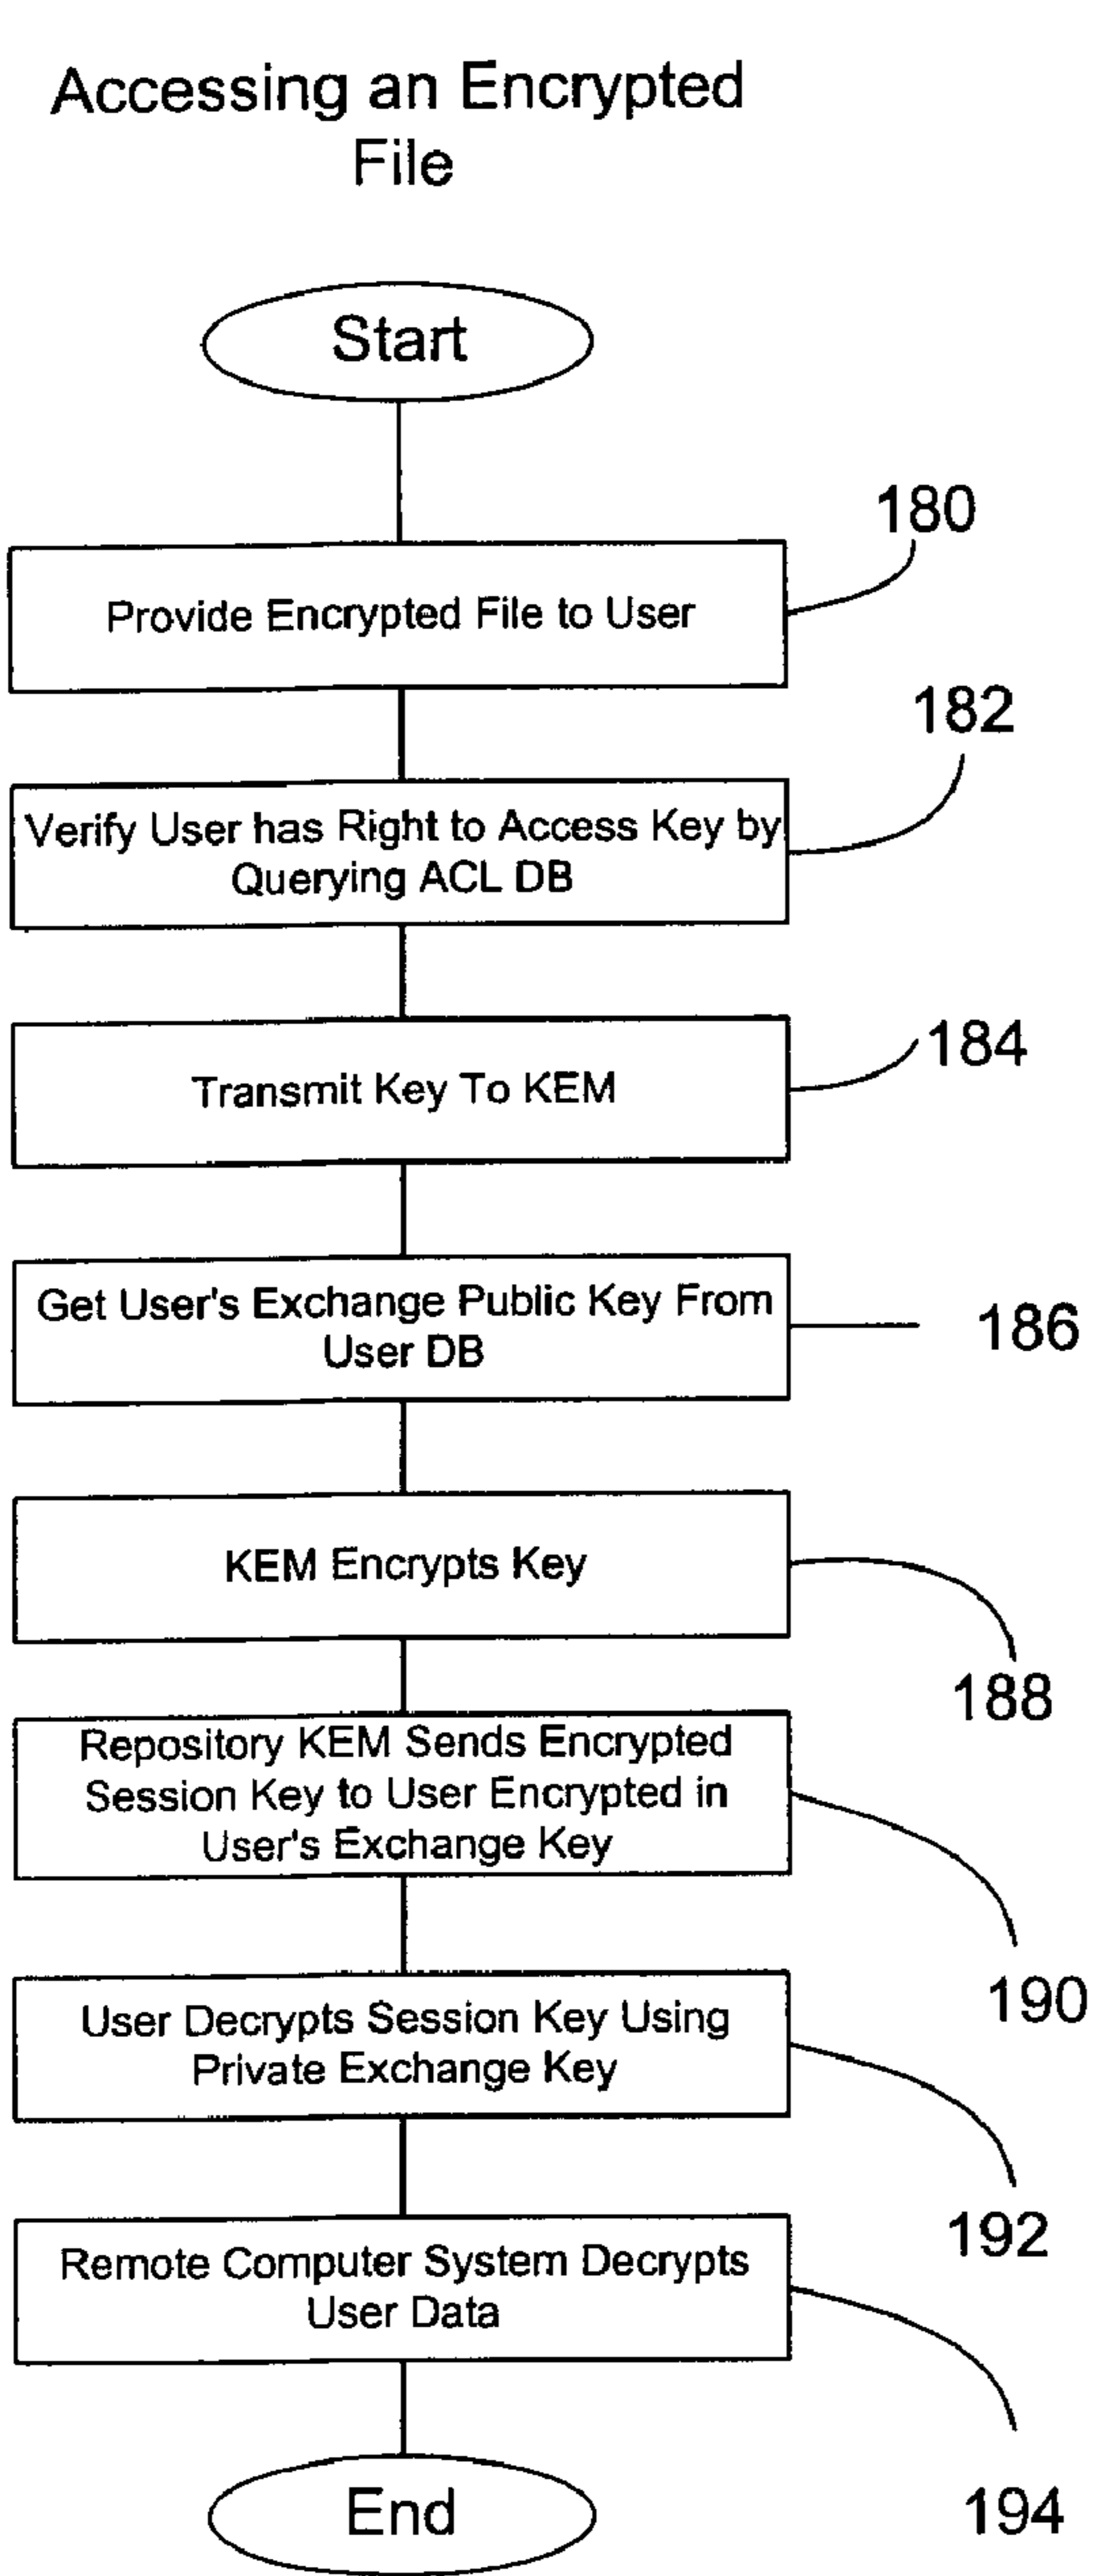 Accessing an Encrypted
File
Start
180
Provide Encrypted File to User
182
Verify User has Right to Access Key by
Querying ACL DB
184
Transmit Key To KEM
Get User's Exchange Public Key From
User DB
186
KEM Encrypts Key
188
Repository KEM Sends Encrypted
Session Key to User Encrypted in
User's Exchange Key
190
User Decrypts Session Key Using
Private Exchange Key
192
Remote Computer System Decrypts
User Data
194
End